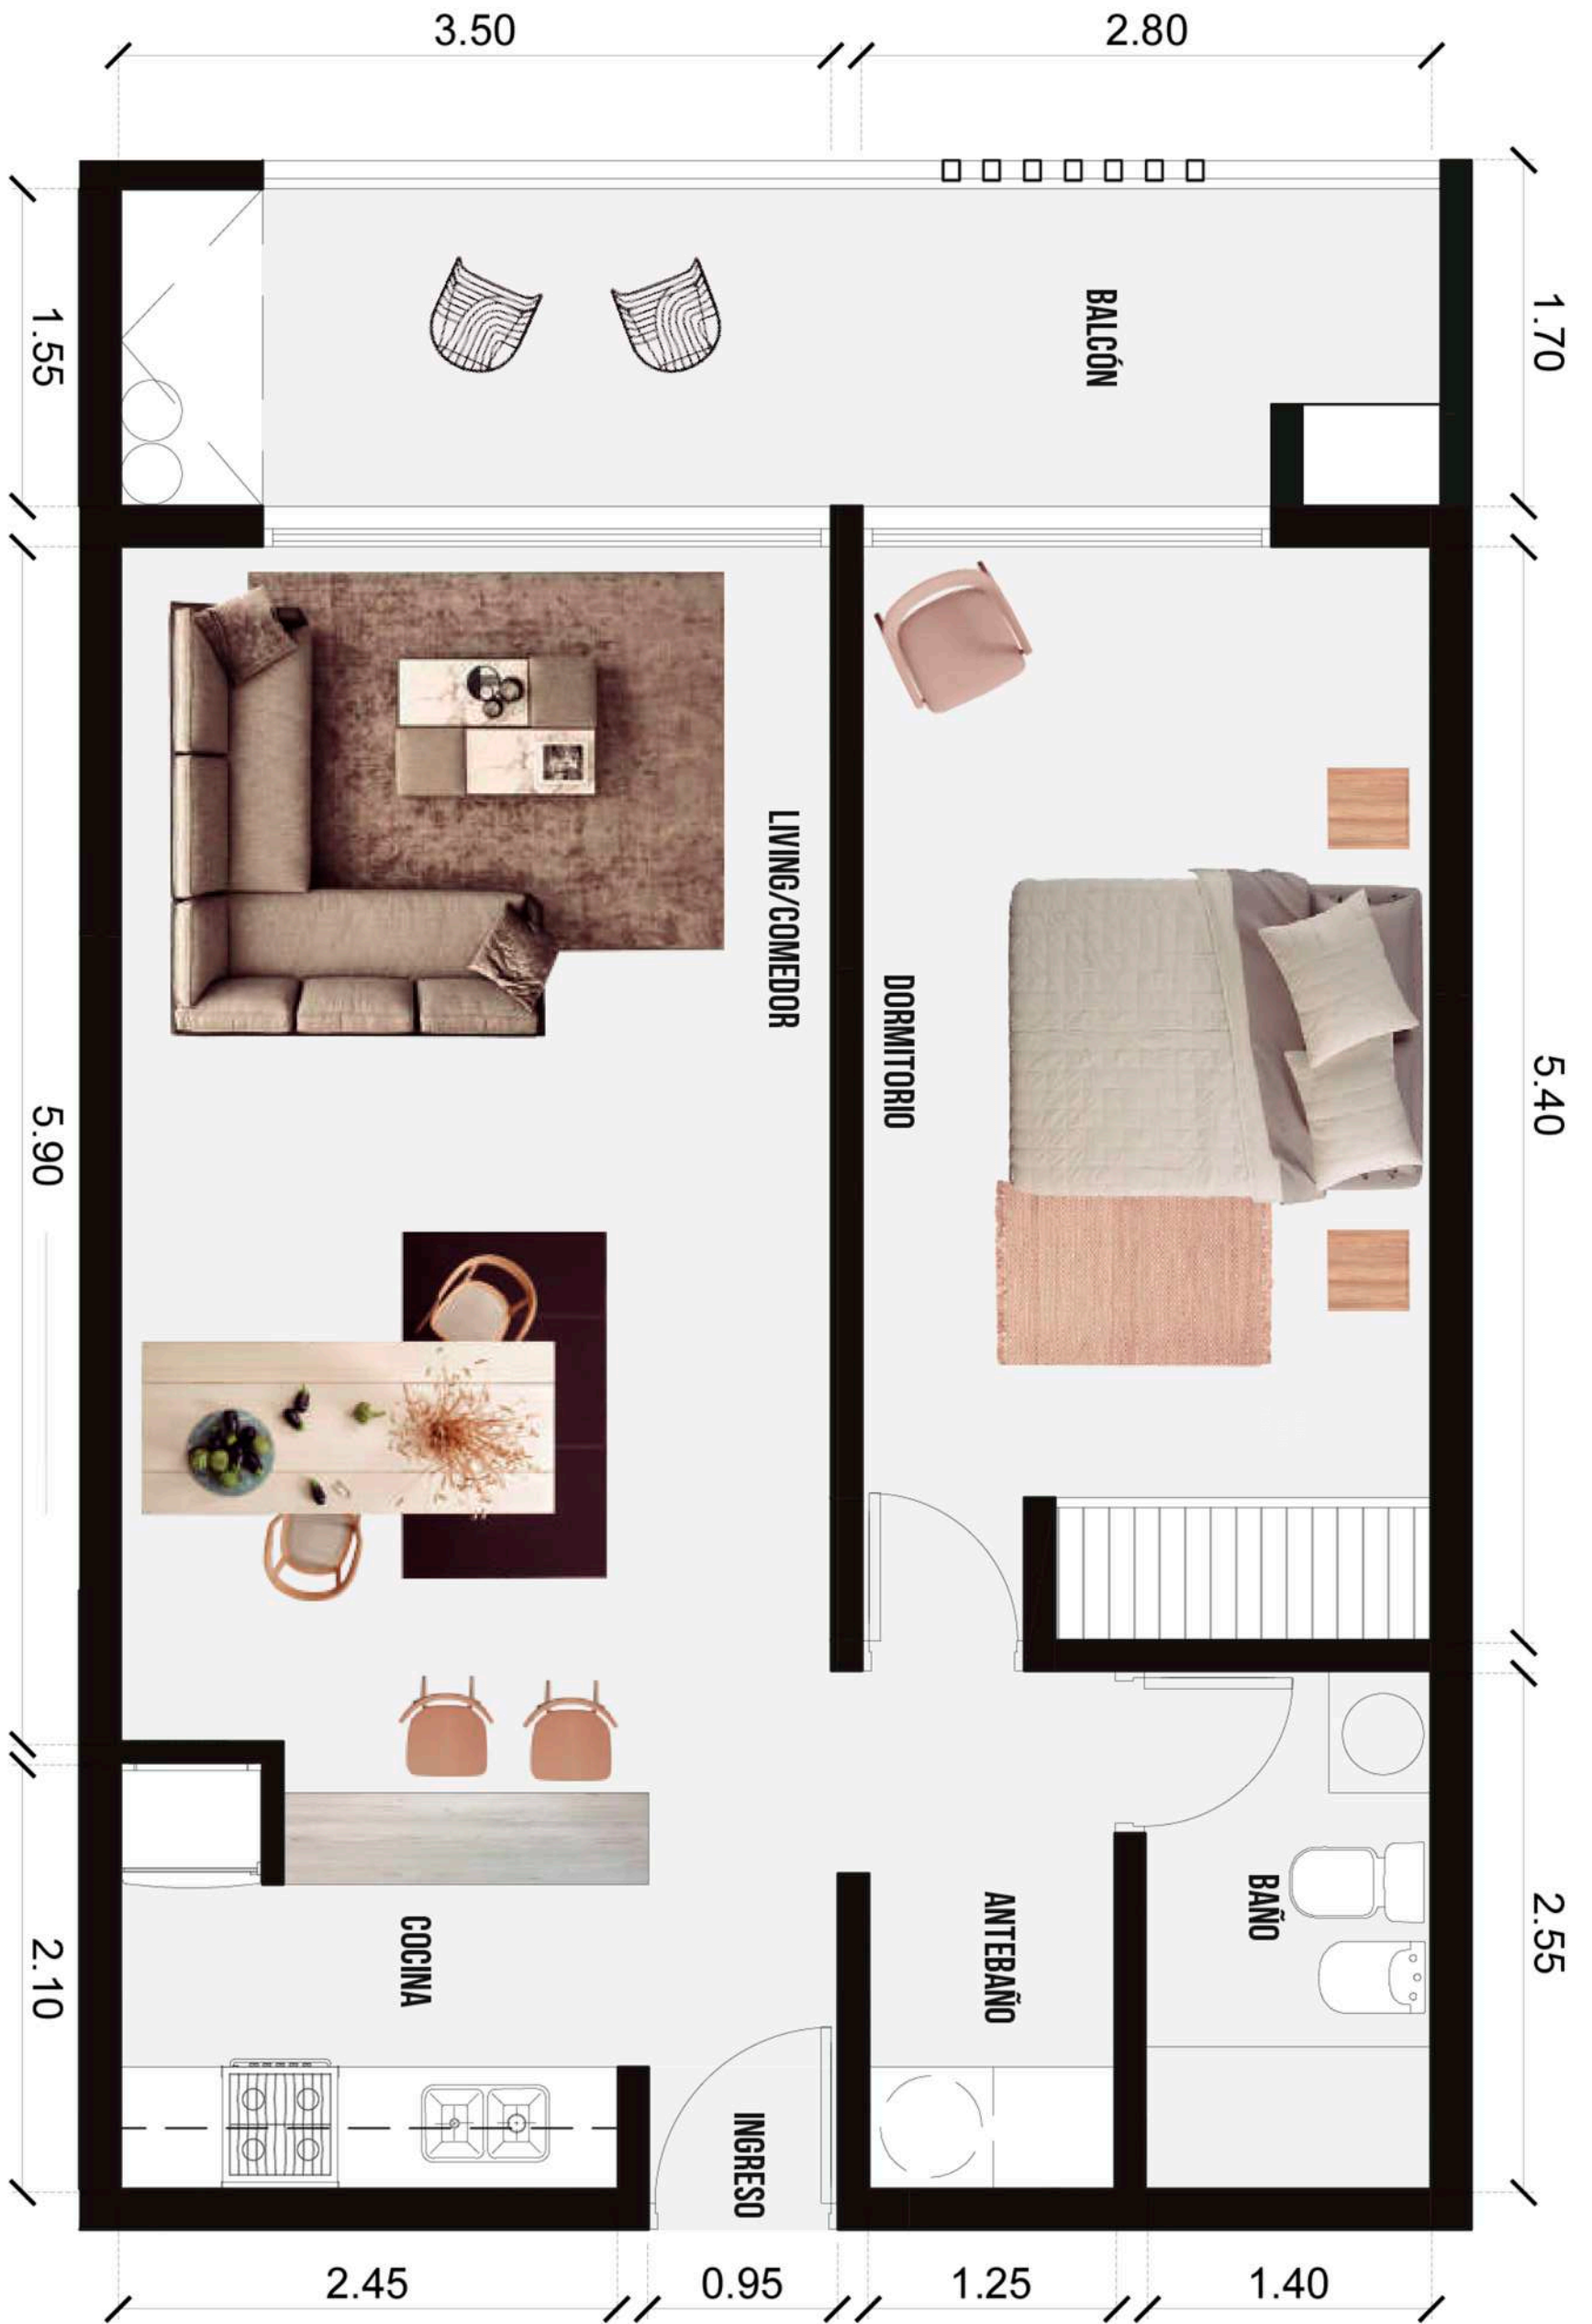 3.50
2.80
1.70
1.55
BALCÓN
LIVING/COMEDOR
DORMITORIO
5.40
5.90
BAÑO
ANTEBAÑO
COCINA
2.55
2.10
INGRESO
2.45
0.95
1.25
1.40